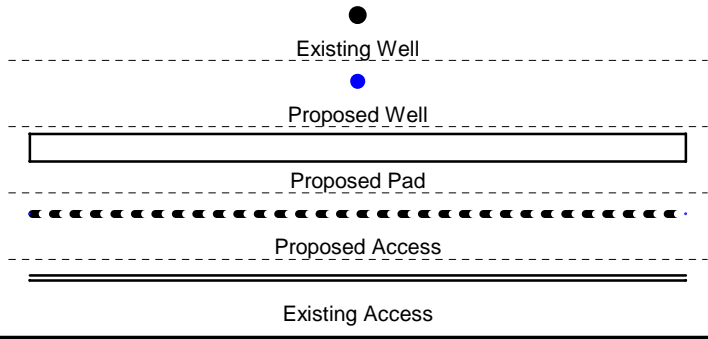 Existing Well
Proposed Well
Proposed Pad
Proposed Access
Existing Access